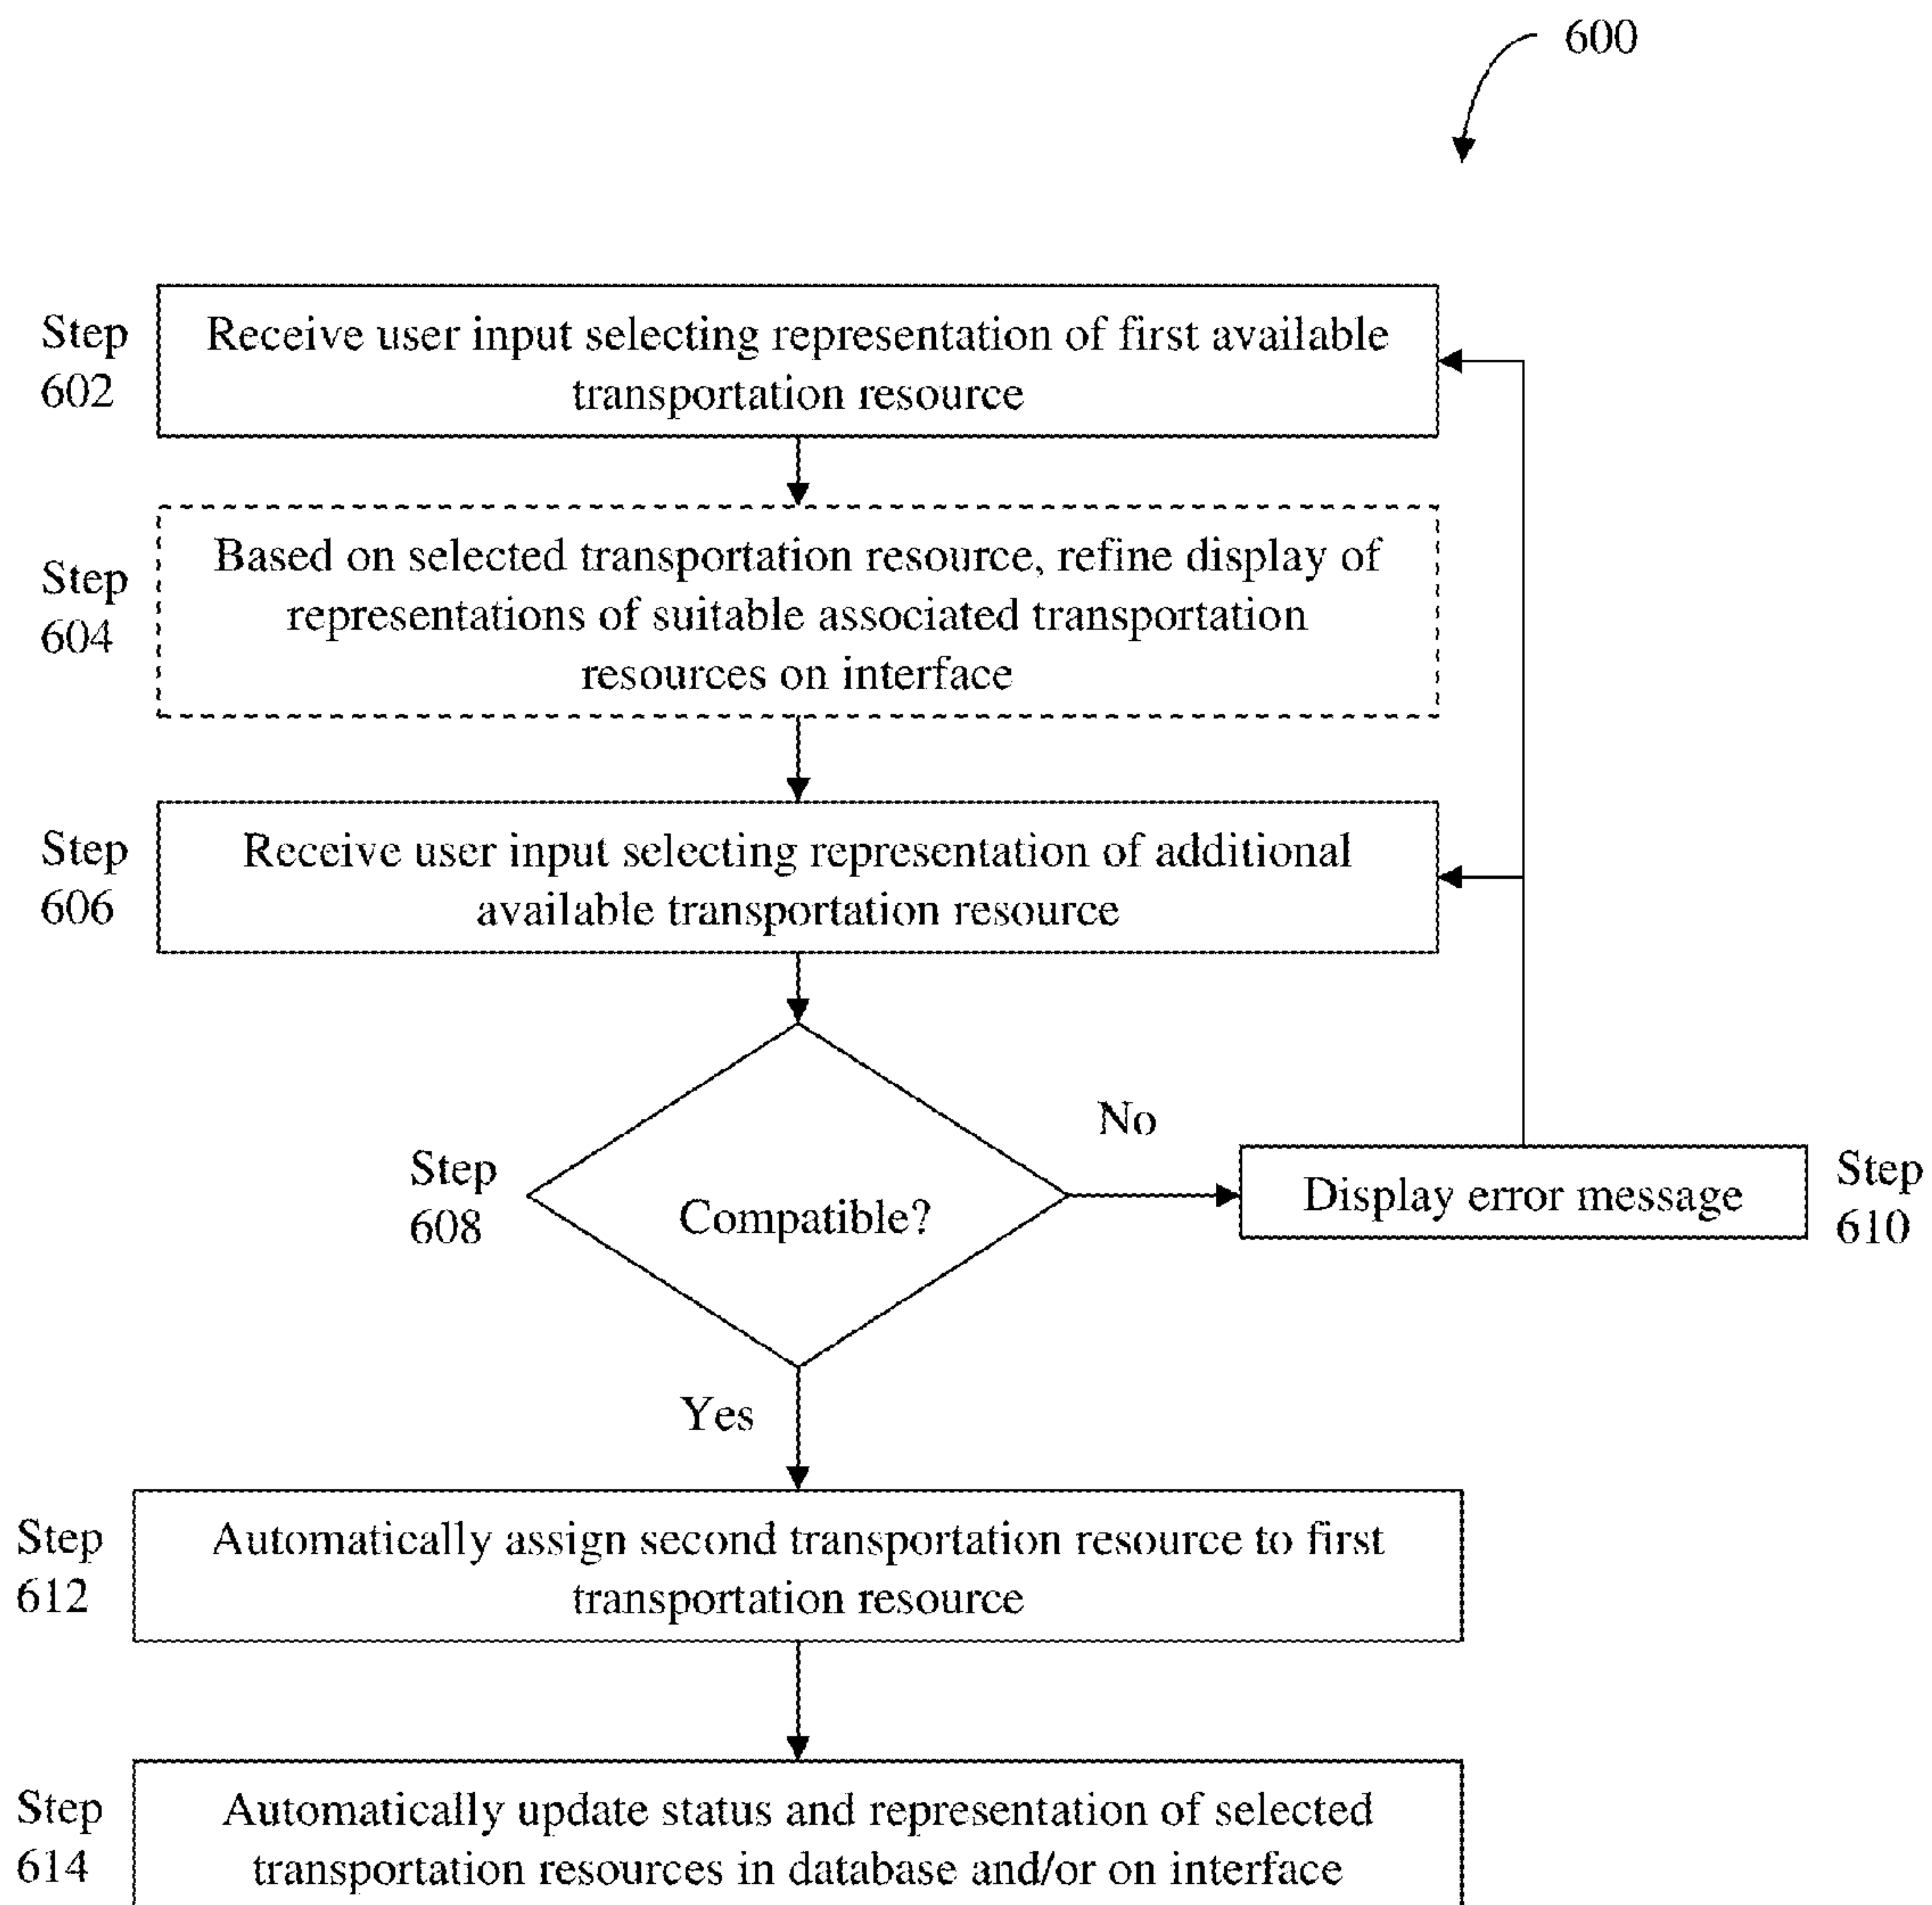 600
Step
602
Receive user input selecting representation of first available
transportation resource
Step
604
Based on selected transportation resource, refine display of
representations of suitable associated transportation
resources on interface
Step
606
Receive user input selecting representation of additional
available transportation resource
Step
608
Compatible?
No
Display error message
Step
610
Yes
Step
612
Automatically assign second transportation resource to first
transportation resource
Step
614
Automatically update status and representation of selected
transportation resources in database and/or on interface